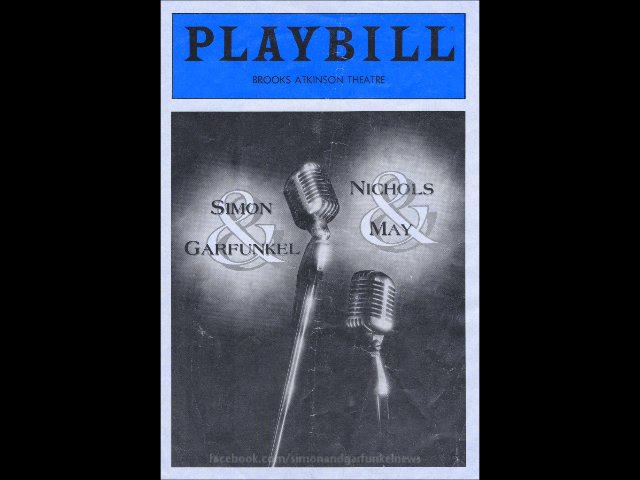 PLAYBILL
BROOKS ATKINSON THEATRE
SIMON
&
GARFUNKEL
NICHOLS
&
MAY
facebook.com/simonandgarfunkelnews